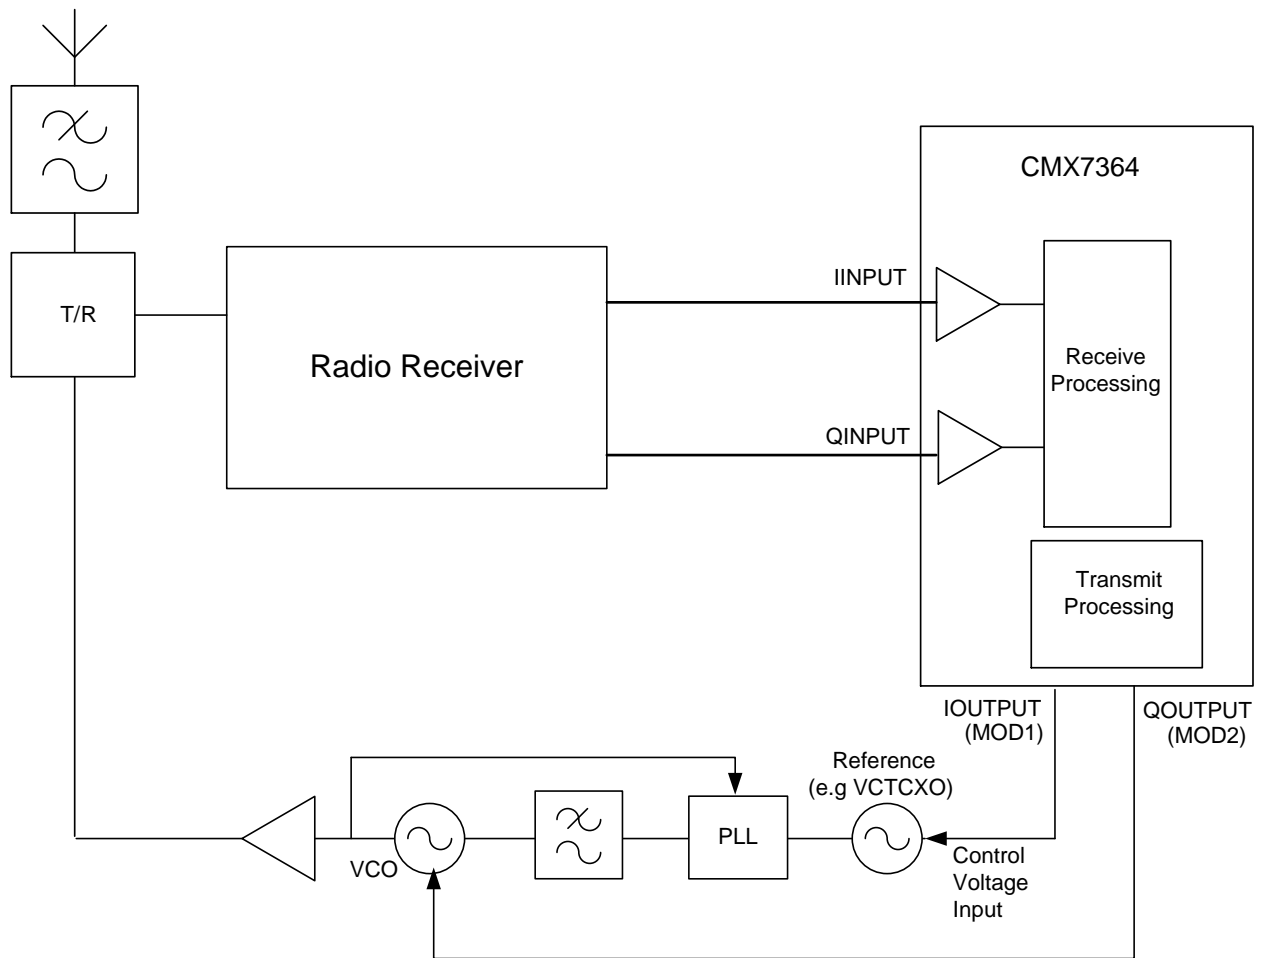 CMX7364
IINPUT
T/R
Radio Receiver
Receive
Processing
QINPUT
Transmit
Processing
IOUTPUT
(MOD1)
QOUTPUT
(MOD2)
Reference
(e.g VCTCXO)
PLL
VCO
Control
Voltage
Input